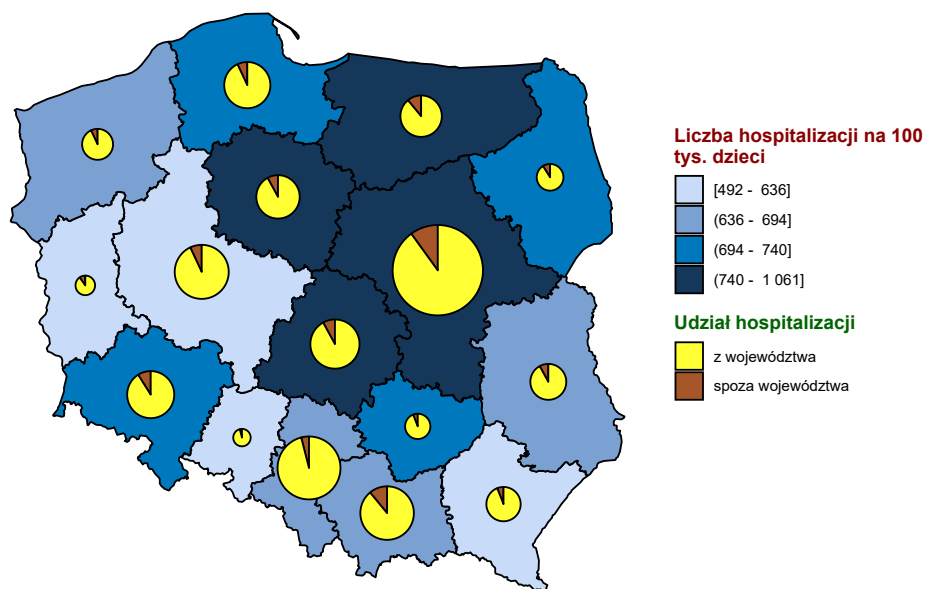 Liczba hospitalizacji na 100
tys. dzieci
[492 - 636]
(636 - 694]
(694 - 740]
(740 - 1 061]
Udział hospitalizacji
z województwa
spoza województwa